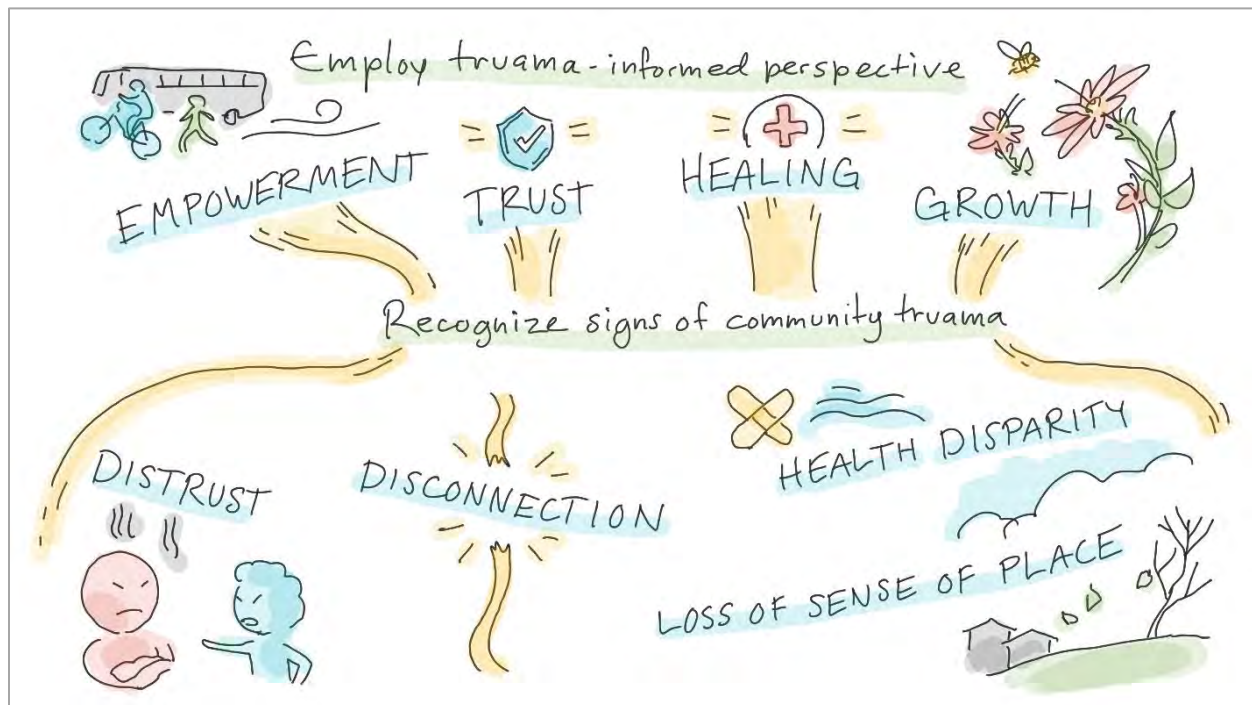 Employ truama-informed perspective
EMPOWERMENT
TRUST
HEALING
GROWTH
Recognize signs of community truama
DISTRUST
DISCONNECTION
HEALTH DISPARITY
LOSS OF SENSE OF PLACE